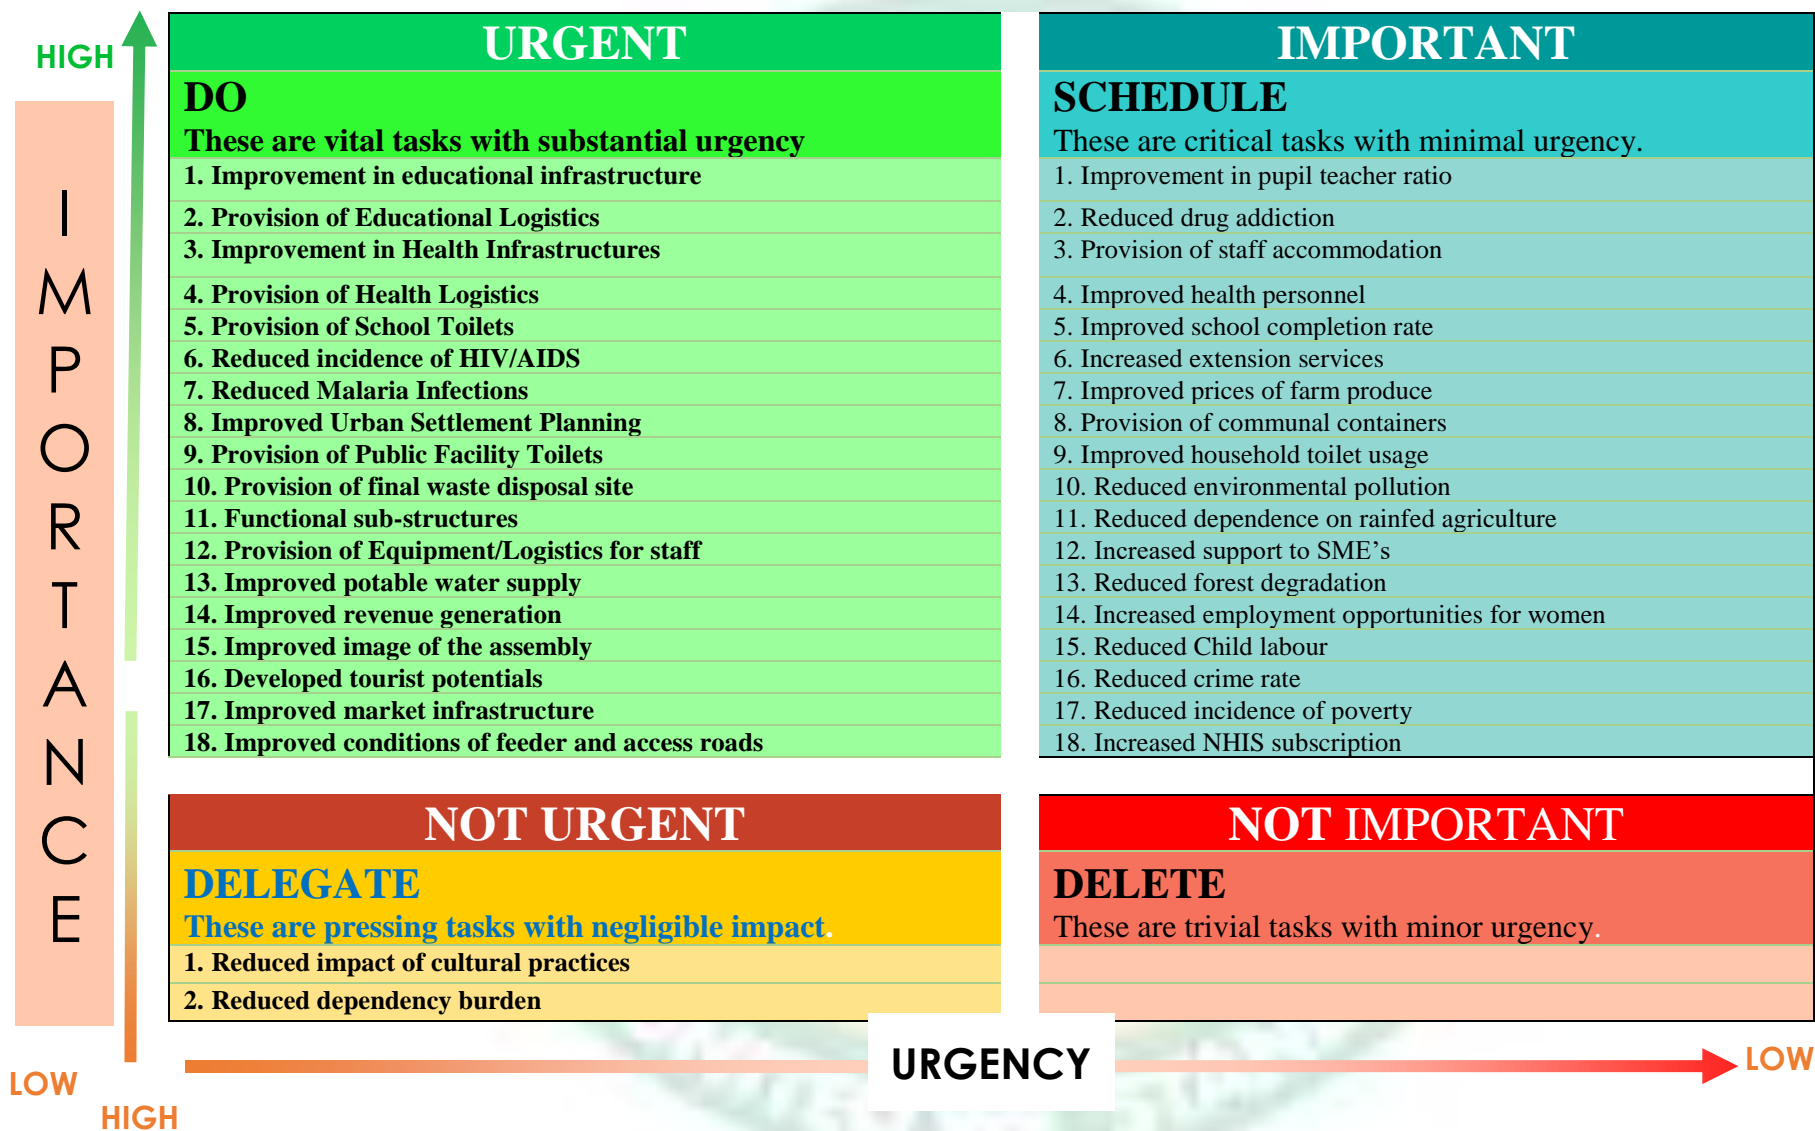 HIGH
IMPORTANCE
LOW
URGENT
DO
These are vital tasks with substantial urgency
1. Improvement in educational infrastructure
2. Provision of Educational Logistics
3. Improvement in Health Infrastructures
4. Provision of Health Logistics
5. Provision of School Toilets
6. Reduced incidence of HIV/AIDS
7. Reduced Malaria Infections
8. Improved Urban Settlement Planning
9. Provision of Public Facility Toilets
10. Provision of final waste disposal site
11. Functional sub-structures
12. Provision of Equipment/Logistics for staff
13. Improved potable water supply
14. Improved revenue generation
15. Improved image of the assembly
16. Developed tourist potentials
17. Improved market infrastructure
18. Improved conditions of feeder and access roads
IMPORTANT
SCHEDULE
These are critical tasks with minimal urgency.
1. Improvement in pupil teacher ratio
2. Reduced drug addiction
3. Provision of staff accommodation
4. Improved health personnel
5. Improved school completion rate
6. Increased extension services
7. Improved prices of farm produce
8. Provision of communal containers
9. Improved household toilet usage
10. Reduced environmental pollution
11. Reduced dependence on rainfed agriculture
12. Increased support to SME’s
13. Reduced forest degradation
14. Increased employment opportunities for women
15. Reduced Child labour
16. Reduced crime rate
17. Reduced incidence of poverty
18. Increased NHIS subscription
NOT URGENT
DELEGATE
These are pressing tasks with negligible impact.
1. Reduced impact of cultural practices
2. Reduced dependency burden
NOT IMPORTANT
DELETE
These are trivial tasks with minor urgency.
HIGH
URGENCY
LOW